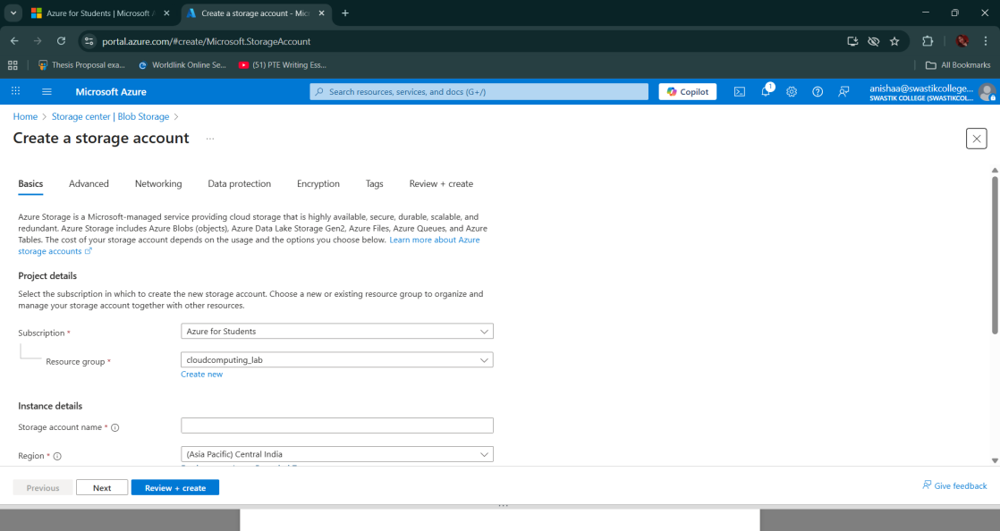 Azure for Students | Microsoft A
Create a storage account - Micr
portal.azure.com/#create/Microsoft.StorageAccount
Thesis Proposal exa...
Worldlink Online Se...
(51) PTE Writing Ess...
All Bookmarks
Microsoft Azure
Search resources, services, and docs (G+/)
Copilot
1
anishaa@swastikcollege...
SWASTIK COLLEGE (SWASTIKCOL...
Home > Storage center | Blob Storage >
Create a storage account ...
Basics
Advanced
Networking
Data protection
Encryption
Tags
Review + create
Azure Storage is a Microsoft-managed service providing cloud storage that is highly available, secure, durable, scalable, and
redundant. Azure Storage includes Azure Blobs (objects), Azure Data Lake Storage Gen2, Azure Files, Azure Queues, and Azure
Tables. The cost of your storage account depends on the usage and the options you choose below. Learn more about Azure
storage accounts
Project details
Select the subscription in which to create the new storage account. Choose a new or existing resource group to organize and
manage your storage account together with other resources.
Subscription *
Azure for Students
Resource group *
cloudcomputing_lab
Create new
Instance details
Storage account name *
Region *
(Asia Pacific) Central India
Previous
Next
Review + create
Give feedback